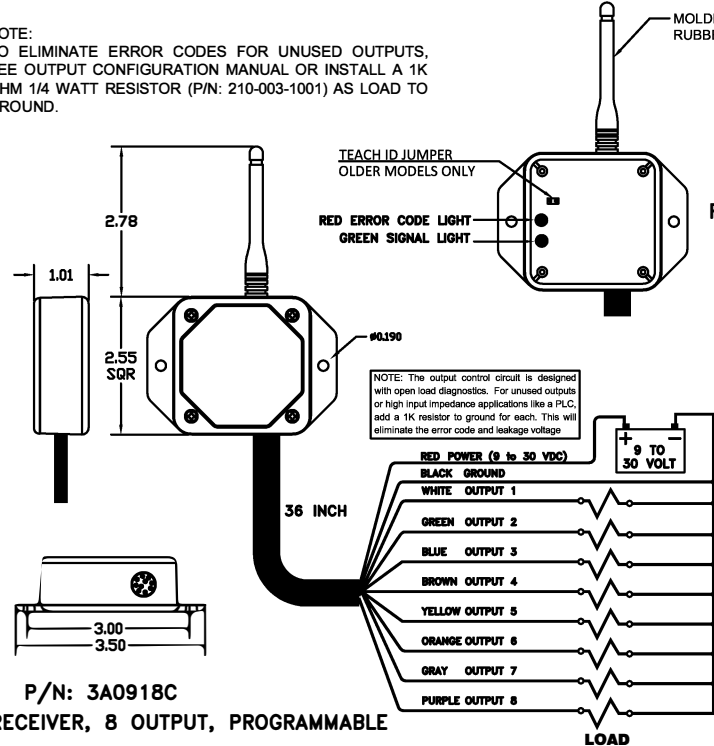 OTE:
O ELIMINATE ERROR CODES FOR UNUSED OUTPUTS,
EE OUTPUT CONFIGURATION MANUAL OR INSTALL A 1K
HM 1/4 WATT RESISTOR (P/N: 210-003-1001) AS LOAD TO
ROUND.
MOLD
RUBB
TEACH ID JUMPER
OLDER MODELS ONLY
RED ERROR CODE LIGHT
GREEN SIGNAL LIGHT
2.78
1.01
2.55
SQR
ø0.190
NOTE: The output control circuit is designed
with open load diagnostics. For unused outputs
or high input impedance applications like a PLC,
add a 1K resistor to ground for each. This will
eliminate the error code and leakage voltage
+ −
9 TO
30 VOLT
RED POWER (9 to 30 VDC)
BLACK GROUND
WHITE OUTPUT 1
GREEN OUTPUT 2
BLUE OUTPUT 3
BROWN OUTPUT 4
YELLOW OUTPUT 5
ORANGE OUTPUT 6
GRAY OUTPUT 7
PURPLE OUTPUT 8
LOAD
36 INCH
3.00
3.50
P/N: 3A0918C
RECEIVER, 8 OUTPUT, PROGRAMMABLE